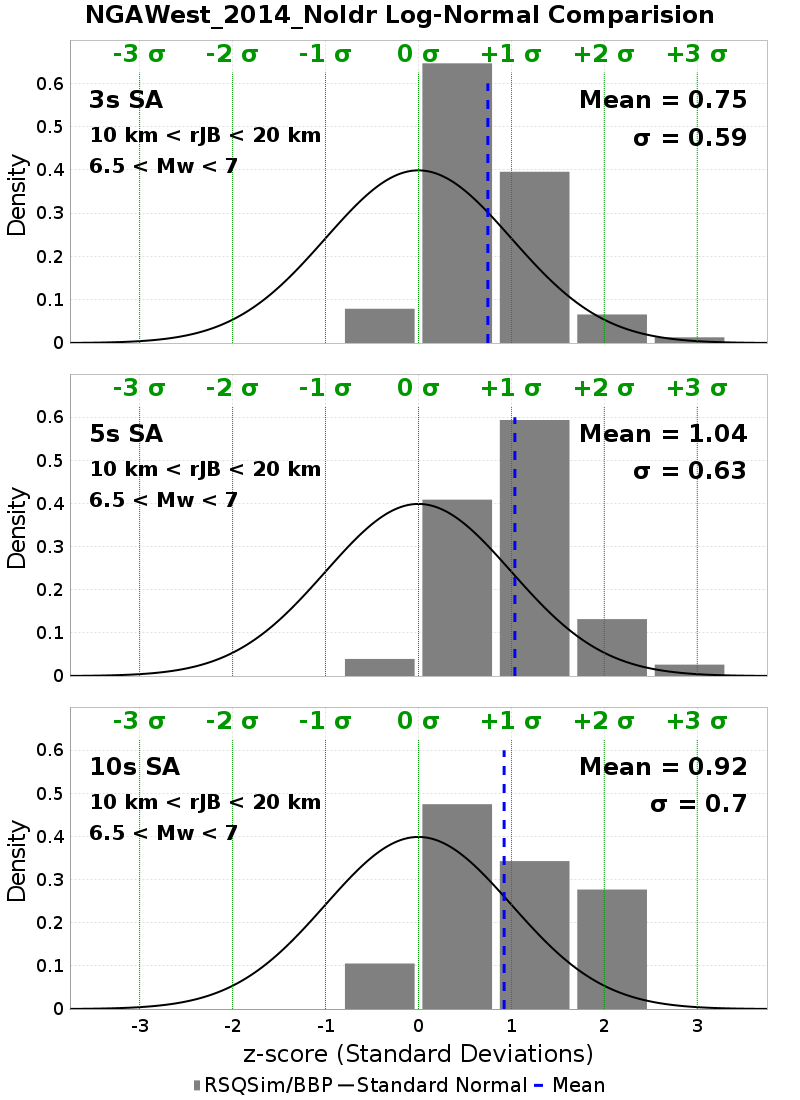 NGAWest_2014_NoIdr Log-Normal Comparision
-3 σ -2 σ -1 σ 0 σ +1 σ +2 σ +3 σ
3s SA
Mean = 0.75
10 km < rJB < 20 km
σ = 0.59
6.5 < Mw < 7
0.6
0.5
0.4
0.3
0.2
0.1
0
Density
-3 σ -2 σ -1 σ 0 σ +1 σ +2 σ +3 σ
5s SA
Mean = 1.04
10 km < rJB < 20 km
σ = 0.63
6.5 < Mw < 7
0.6
0.5
0.4
0.3
0.2
0.1
0
Density
-3 σ -2 σ -1 σ 0 σ +1 σ +2 σ +3 σ
10s SA
Mean = 0.92
10 km < rJB < 20 km
σ = 0.7
6.5 < Mw < 7
0.6
0.5
0.4
0.3
0.2
0.1
0
Density
-3 -2 -1 0 1 2 3
z-score (Standard Deviations)
RSQSim/BBP Standard Normal Mean